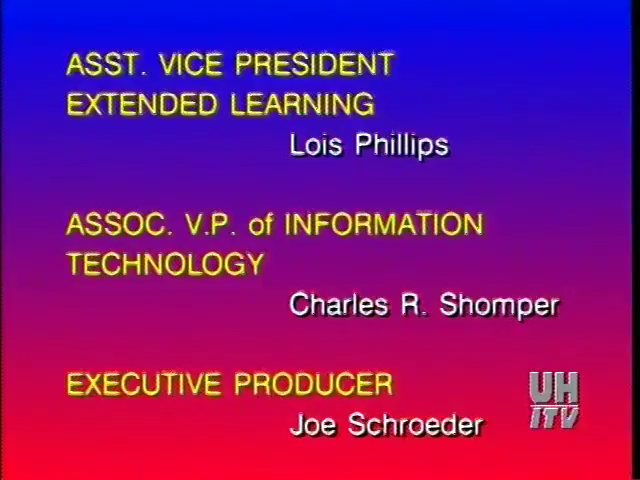 ASST. VICE PRESIDENT
EXTENDED LEARNING
Lois Phillips
ASSOC. V.P. of INFORMATION
TECHNOLOGY
Charles R. Shomper
EXECUTIVE PRODUCER
Joe Schroeder
UH
ITV